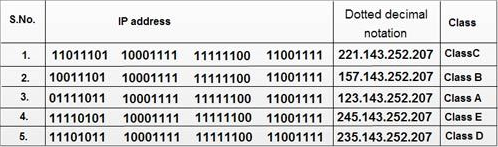 S.No. IP address Dotted decimal notation Class
1. 11011101 10001111 11111100 11001111 221.143.252.207 ClassC
2. 10011101 10001111 11111100 11001111 157.143.252.207 Class B
3. 01111011 10001111 11111100 11001111 123.143.252.207 Class A
4. 11110101 10001111 11111100 11001111 245.143.252.207 Class E
5. 11101011 10001111 11111100 11001111 235.143.252.207 Class D